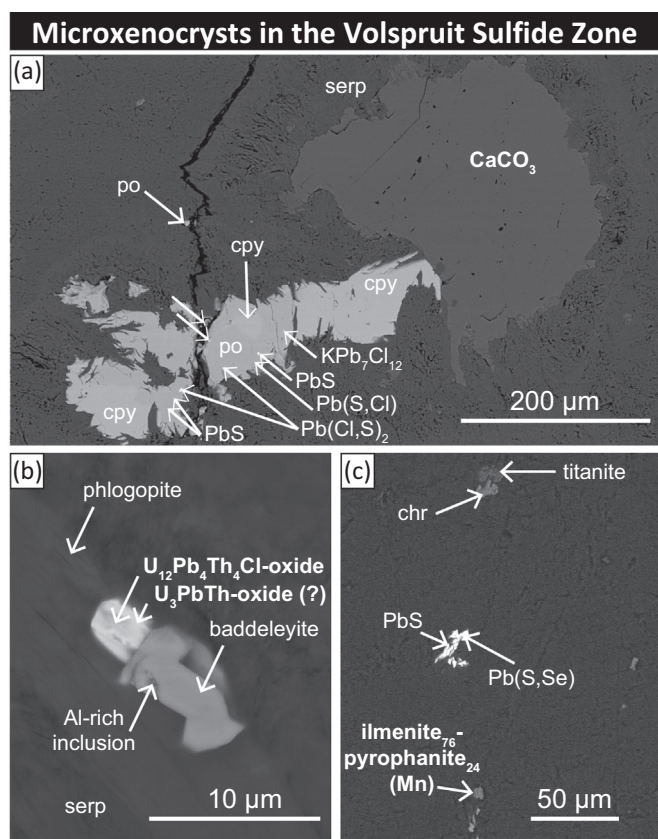 Microxenocrysts in the Volspruit Sulfide Zone
(a)
serp
CaCO₃
po
cpy
cpy
po
KPb₇Cl₁₂
PbS
Pb(S,Cl)
cpy
Pb(Cl,S)₂
PbS
200 µm
(b)
phlogopite
U₁₂Pb₄Th₄Cl-oxide
U₃PbTh-oxide (?)
baddeleyite
Al-rich
inclusion
serp
10 µm
(c)
titanite
chr
PbS
Pb(S,Se)
ilmenite₇₆-
pyrophanite₂₄
(Mn)
50 µm